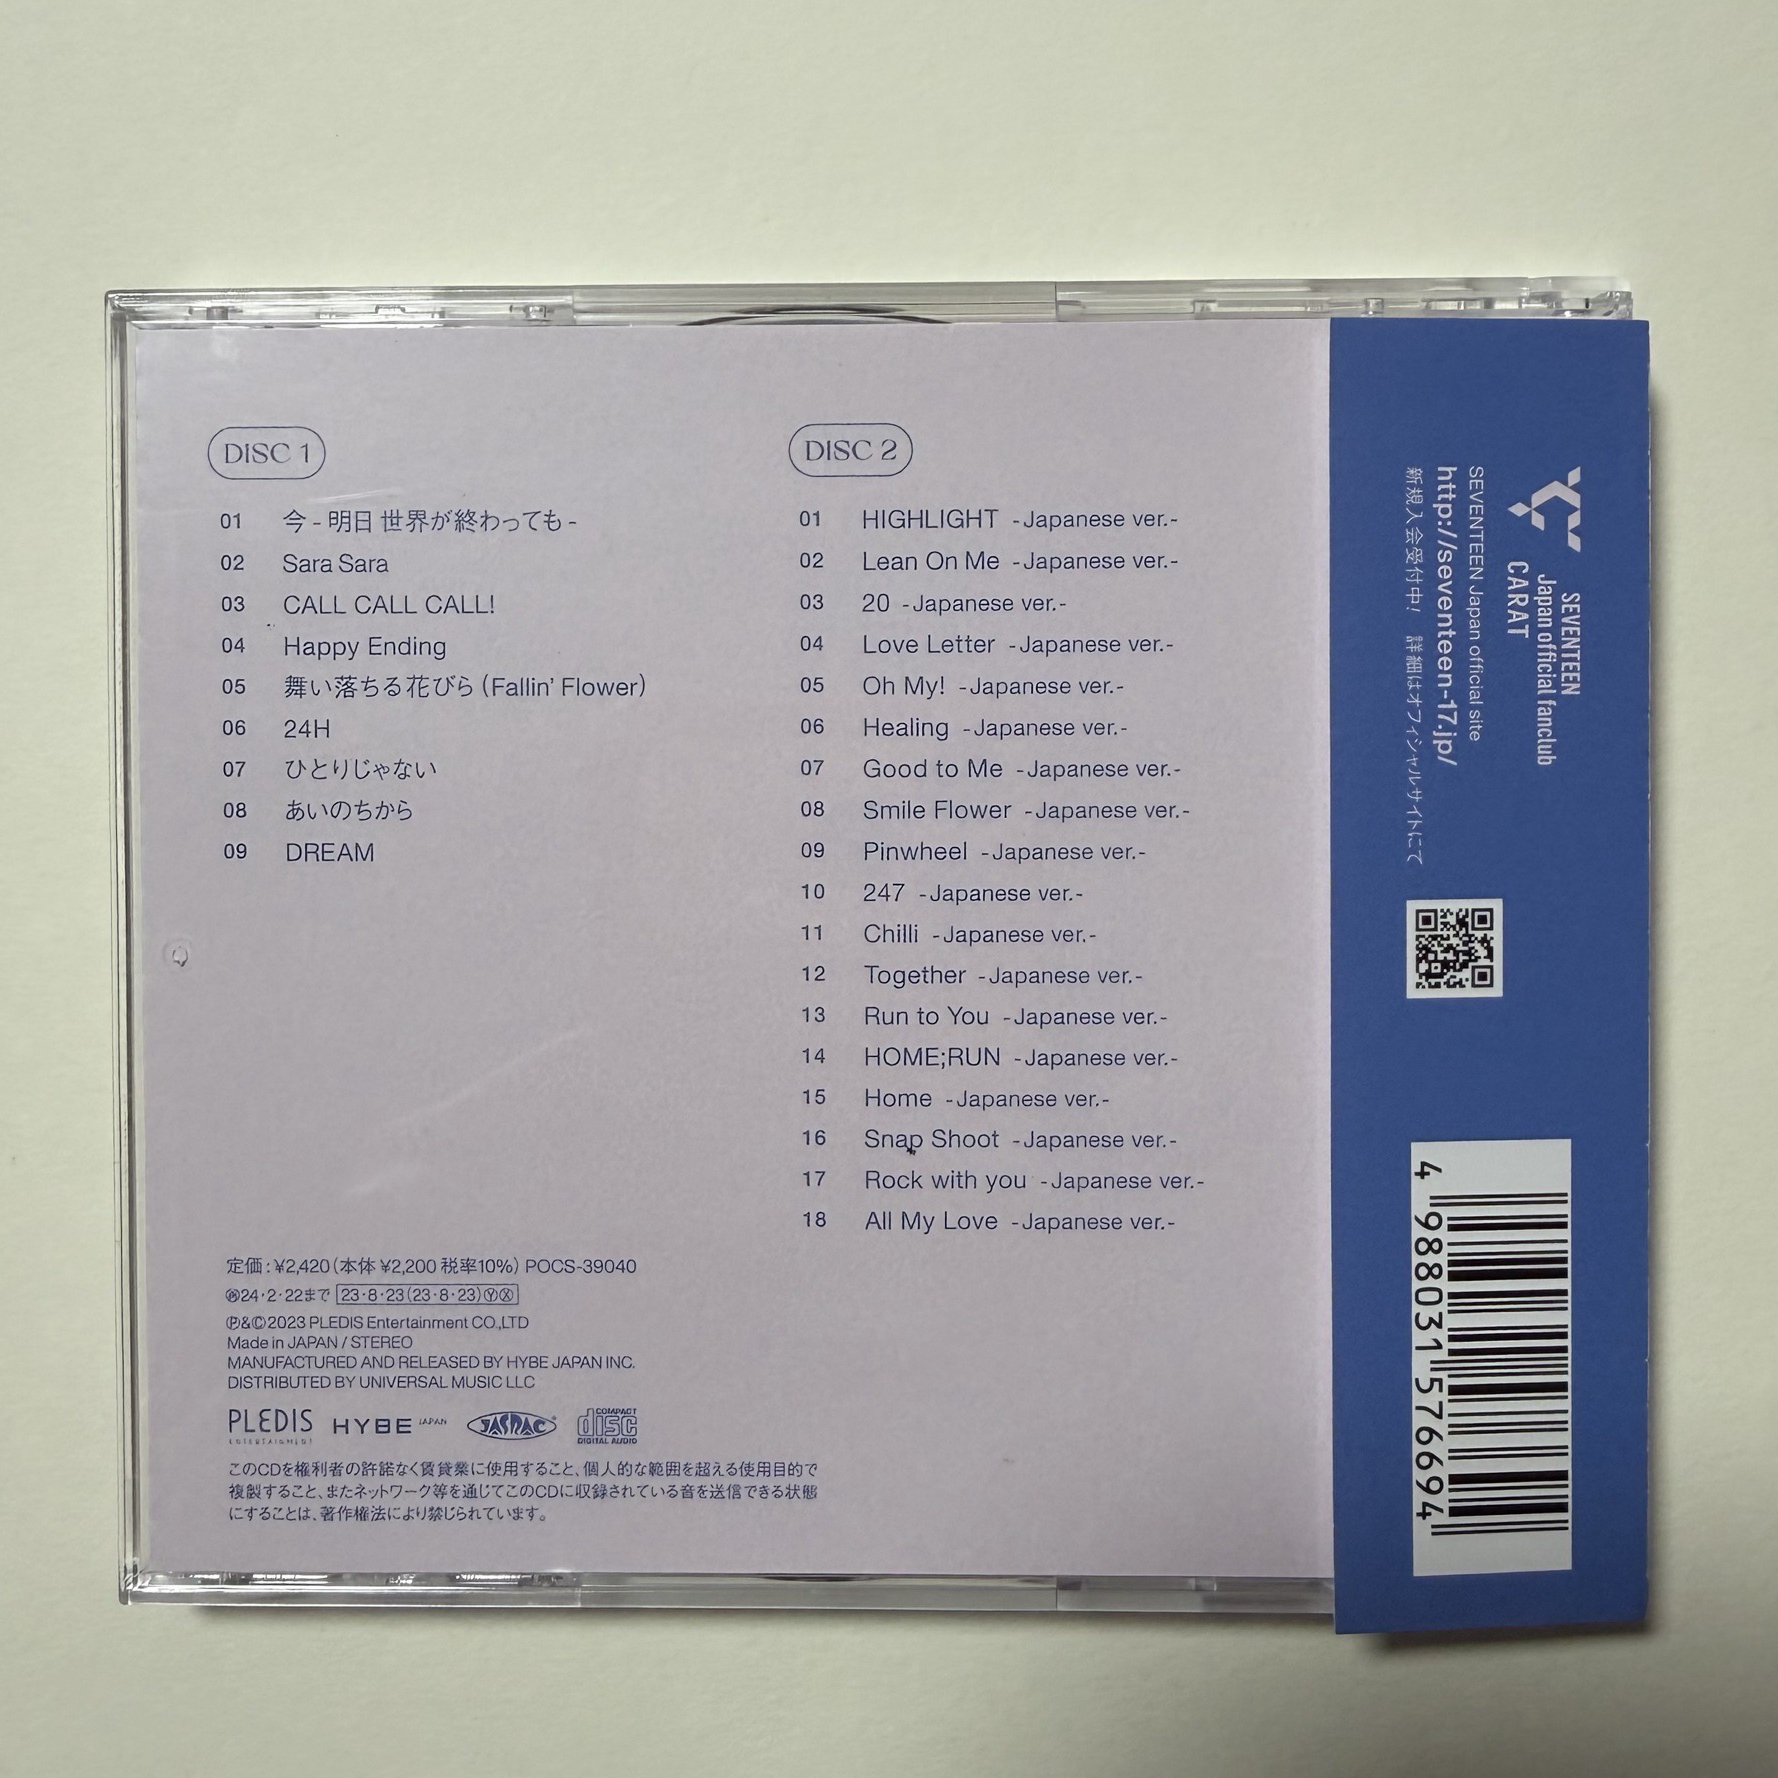 DISC 1
01 今 - 明日 世界が終わっても -
02 Sara Sara
03 CALL CALL CALL!
04 Happy Ending
05 舞い落ちる花びら (Fallin' Flower)
06 24H
07 ひとりじゃない
08 あいのちから
09 DREAM
DISC 2
01 HIGHLIGHT -Japanese ver.-
02 Lean On Me -Japanese ver.-
03 20 -Japanese ver.-
04 Love Letter -Japanese ver.-
05 Oh My! -Japanese ver.-
06 Healing -Japanese ver.-
07 Good to Me -Japanese ver.-
08 Smile Flower -Japanese ver.-
09 Pinwheel -Japanese ver.-
10 247 -Japanese ver.-
11 Chilli -Japanese ver.-
12 Together -Japanese ver.-
13 Run to You -Japanese ver.-
14 HOME;RUN -Japanese ver.-
15 Home -Japanese ver.-
16 Snap Shoot -Japanese ver.-
17 Rock with you -Japanese ver.-
18 All My Love -Japanese ver.-
定価:¥2,420(本体 ¥2,200 税率10%) POCS-39040
㊑24・2・22まで 23・8・23(23・8・23)ⓎⓍ
Ⓟ&©2023 PLEDIS Entertainment CO.,LTD
Made in JAPAN / STEREO
MANUFACTURED AND RELEASED BY HYBE JAPAN INC.
DISTRIBUTED BY UNIVERSAL MUSIC LLC
PLEDIS ENTERTAINMENT HYBE JAPAN JASRAC COMPACT disc DIGITAL AUDIO
このCDを権利者の許諾なく賃貸業に使用すること、個人的な範囲を超える使用目的で
複製すること、またネットワーク等を通じてこのCDに収録されている音を送信できる状態
にすることは、著作権法により禁じられています。
SEVENTEEN
Japan official fanclub
CARAT
SEVENTEEN Japan official site
http://seventeen-17.jp/
新規入会受付中! 詳細はオフィシャルサイトにて
4 988031 576694